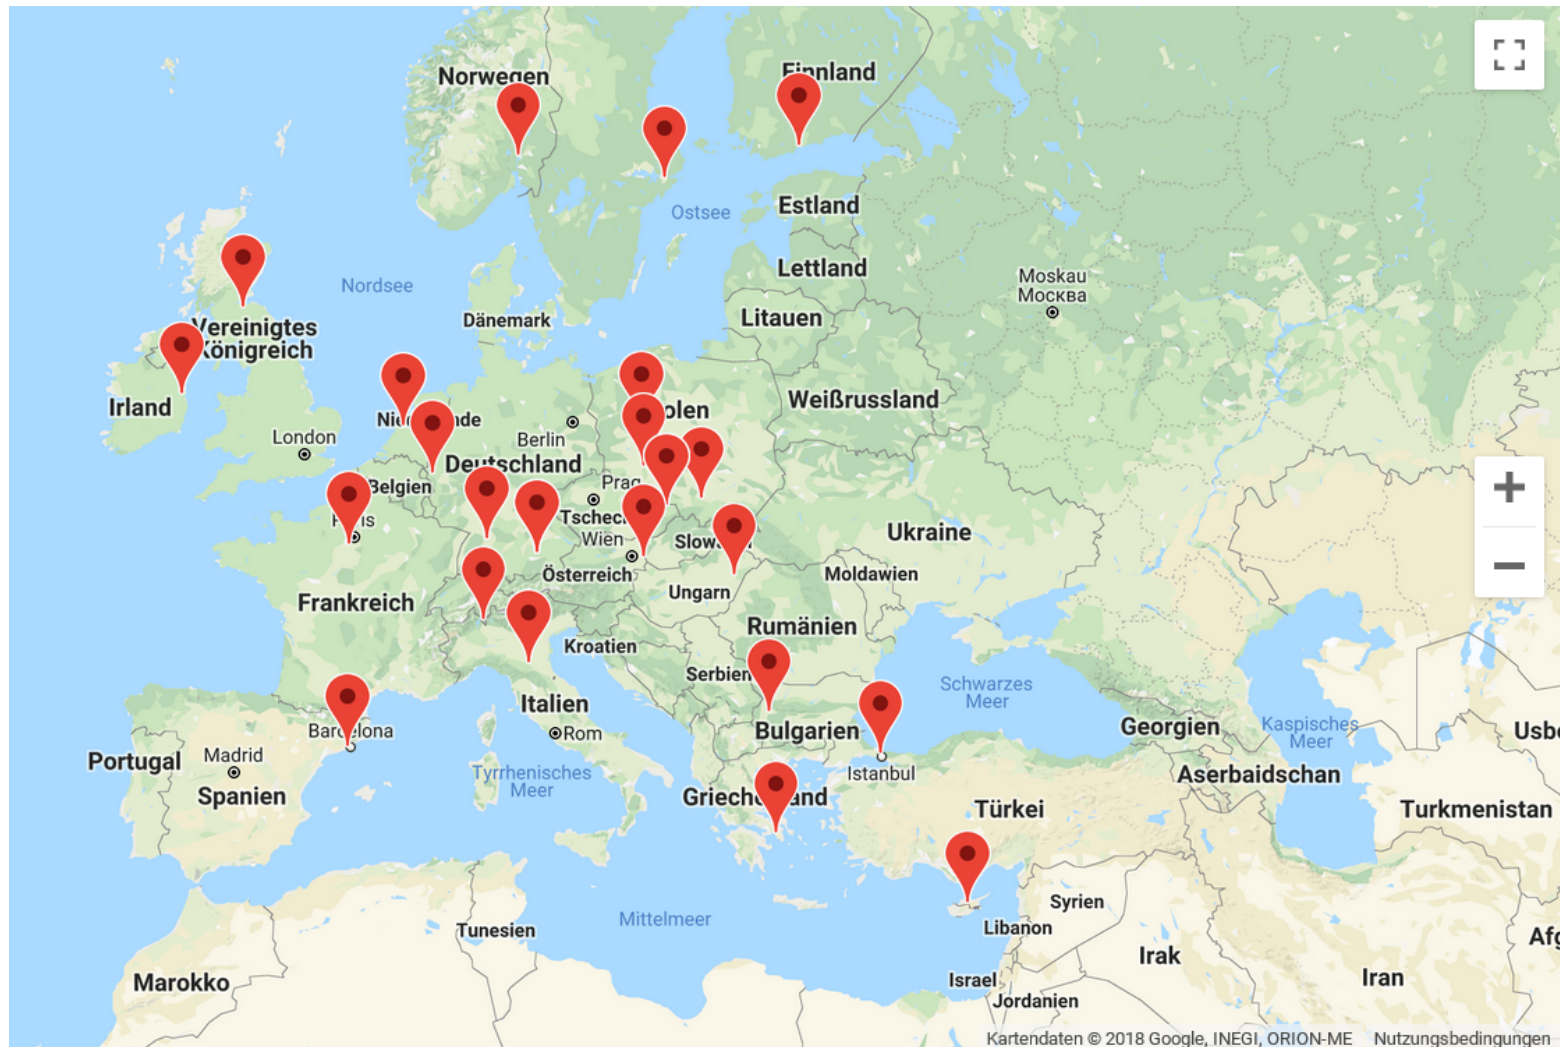 Norwegen
Finnland
Ostsee
Estland
Lettland
Moskau
Москва
Nordsee
Dänemark
Litauen
Vereinigtes
Königreich
Irland
Weißrussland
London
Berlin
Deutschland
Belgien
Prag
Wien
Österreich
Ungarn
Ukraine
Moldawien
Frankreich
Kroatien
Rumänien
Serbien
Schwarzes
Meer
Italien
Barcelona
Rom
Bulgarien
Georgien
Kaspisches
Meer
Portugal
Madrid
Spanien
Tyrrhenisches
Meer
Istanbul
Aserbaidschan
Griechenland
Türkei
Turkmenistan
Mittelmeer
Tunesien
Syrien
Libanon
Marokko
Israel
Irak
Jordanien
Iran
Kartendaten © 2018 Google, INEGI, ORION-ME Nutzungsbedingungen